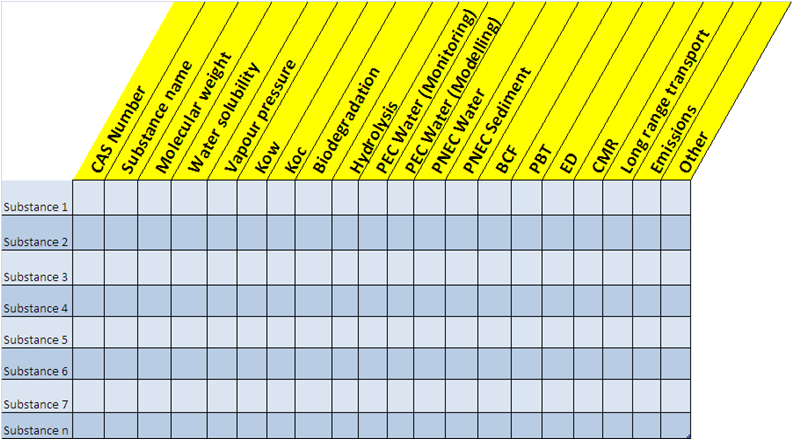 CAS Number
Substance name
Molecular weight
Water solubility
Vapour pressure
Kow
Koc
Biodegradation
Hydrolysis
PEC Water (Monitoring)
PEC Water (Modelling)
PNEC Water
PNEC Sediment
BCF
PBT
ED
CMR
Long range transport
Emissions
Other
Substance 1
Substance 2
Substance 3
Substance 4
Substance 5
Substance 6
Substance 7
Substance n